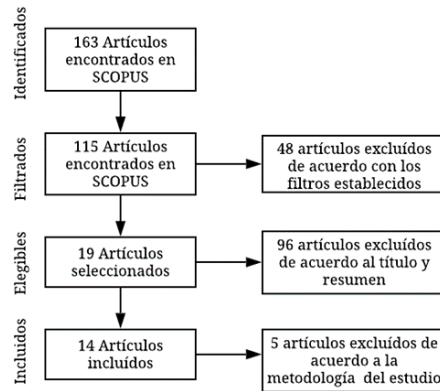 Identificados
163 Artículos
encontrados en
SCOPUS
Filtrados
115 Artículos
encontrados en
SCOPUS
48 artículos excluídos
de acuerdo con los
filtros establecidos
Elegibles
19 Artículos
seleccionados
96 artículos excluídos
de acuerdo al título y
resumen
Incluidos
14 Artículos
incluídos
5 artículos excluídos de
acuerdo a la
metodología del estudio